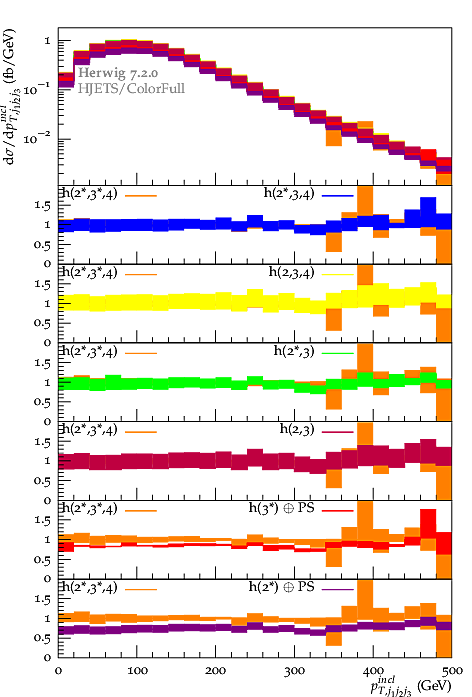 dσ/dp^{incl}_{T,j1j2j3} (fb/GeV)
1
10^{−1}
10^{−2}
Herwig 7.2.0
HJETS/ColorFull
h(2*,3*,4) h(2*,3,4)
1.5
1
0.5
0
h(2*,3*,4) h(2,3,4)
1.5
1
0.5
0
h(2*,3*,4) h(2*,3)
1.5
1
0.5
0
h(2*,3*,4) h(2,3)
1.5
1
0.5
0
h(2*,3*,4) h(3*) ⊕ PS
1.5
1
0.5
0
h(2*,3*,4) h(2*) ⊕ PS
1.5
1
0.5
0
0 100 200 300 400 500
p^{incl}_{T,j1j2j3} (GeV)